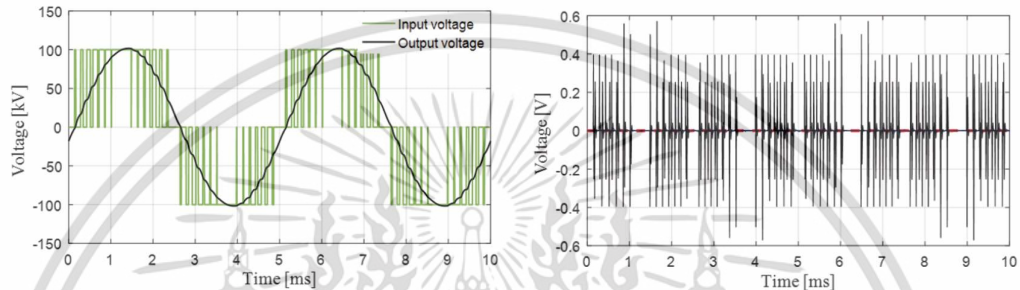 Voltage [kV]
150
100
50
0
-50
-100
-150
Input voltage
Output voltage
0 1 2 3 4 5 6 7 8 9 10
Time [ms]
Voltage [V]
0.6
0.4
0.2
0
-0.2
-0.4
-0.6
0 1 2 3 4 5 6 7 8 9 10
Time [ms]